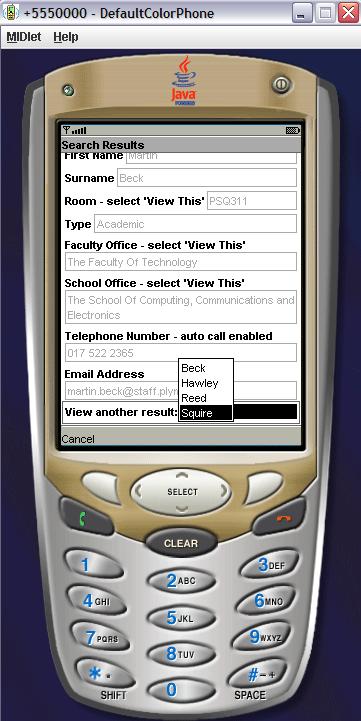 +5550000 - DefaultColorPhone
MIDlet Help
Java
POWERED
Search Results
First Name Martin
Surname Beck
Room - select 'View This' PSQ311
Type Academic
Faculty Office - select 'View This'
The Faculty Of Technology
School Office - select 'View This'
The School Of Computing, Communications and
Electronics
Telephone Number - auto call enabled
017 522 2365
Email Address
martin.beck@staff.plym
View another result:
Beck
Hawley
Reed
Squire
Cancel
SELECT
CLEAR
1
2 ABC
3 DEF
4 GHI
5 JKL
6 MNO
7 PQRS
8 TUV
9 WXYZ
* .
0
# - +
SHIFT
SPACE